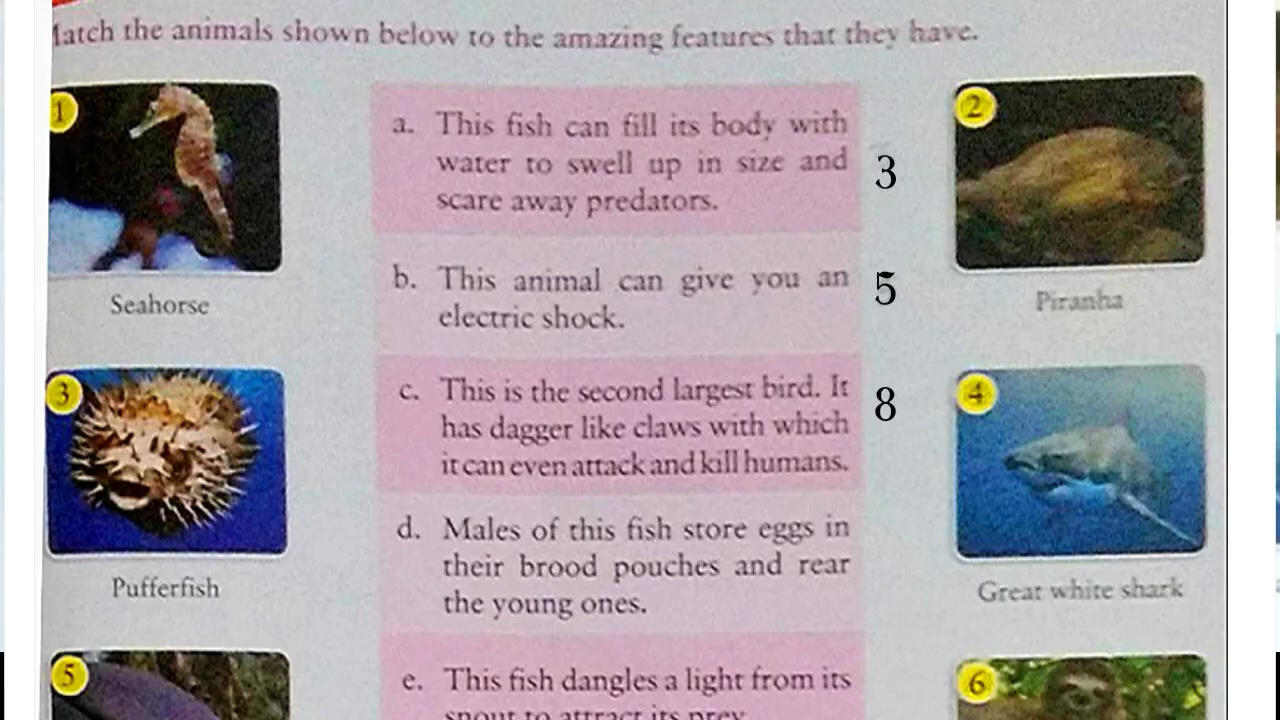 Match the animals shown below to the amazing features that they have.
1
Seahorse
a. This fish can fill its body with
water to swell up in size and
scare away predators.
3
2
Piranha
b. This animal can give you an
electric shock.
5
3
Pufferfish
c. This is the second largest bird. It
has dagger like claws with which
it can even attack and kill humans.
8
4
Great white shark
d. Males of this fish store eggs in
their brood pouches and rear
the young ones.
5
e. This fish dangles a light from its
snout to attract its prey
6